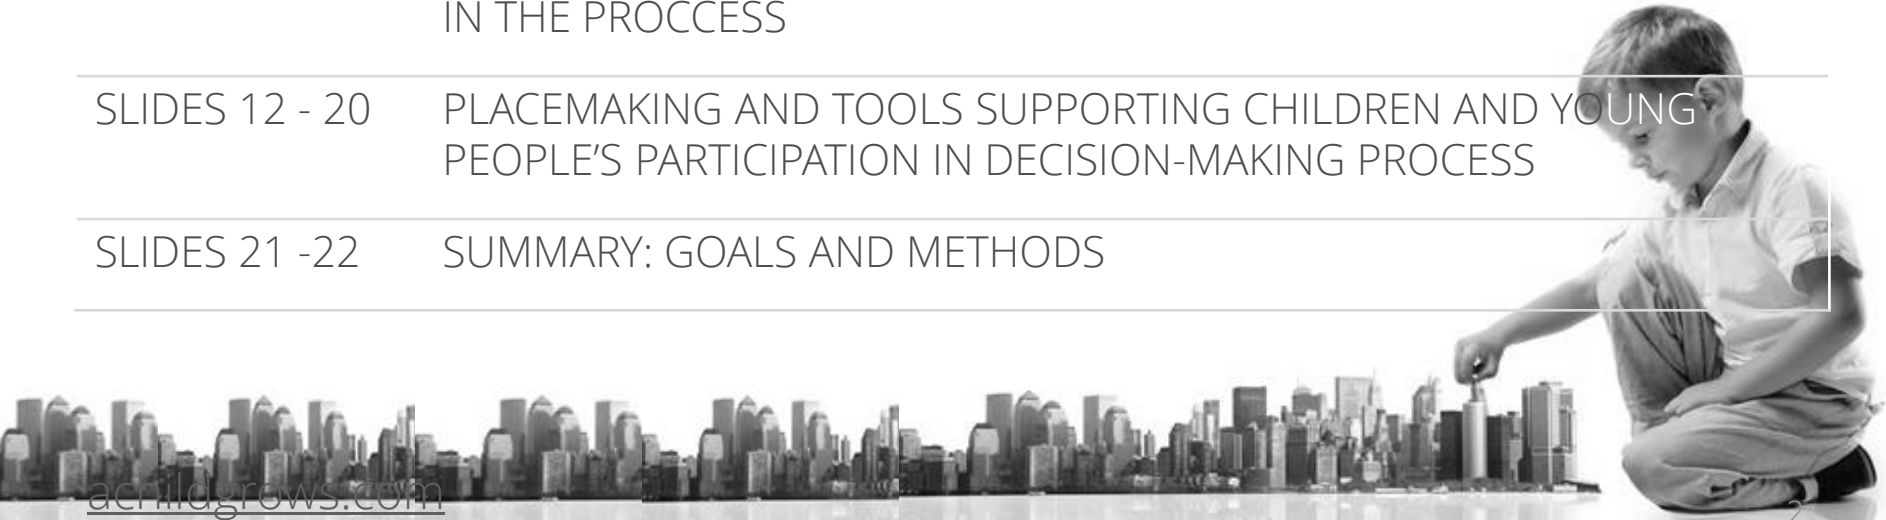 IN THE PROCCESS
SLIDES 12 - 20 PLACEMAKING AND TOOLS SUPPORTING CHILDREN AND YOUNG
PEOPLE’S PARTICIPATION IN DECISION-MAKING PROCESS
SLIDES 21 -22 SUMMARY: GOALS AND METHODS
achildgrows.com
2